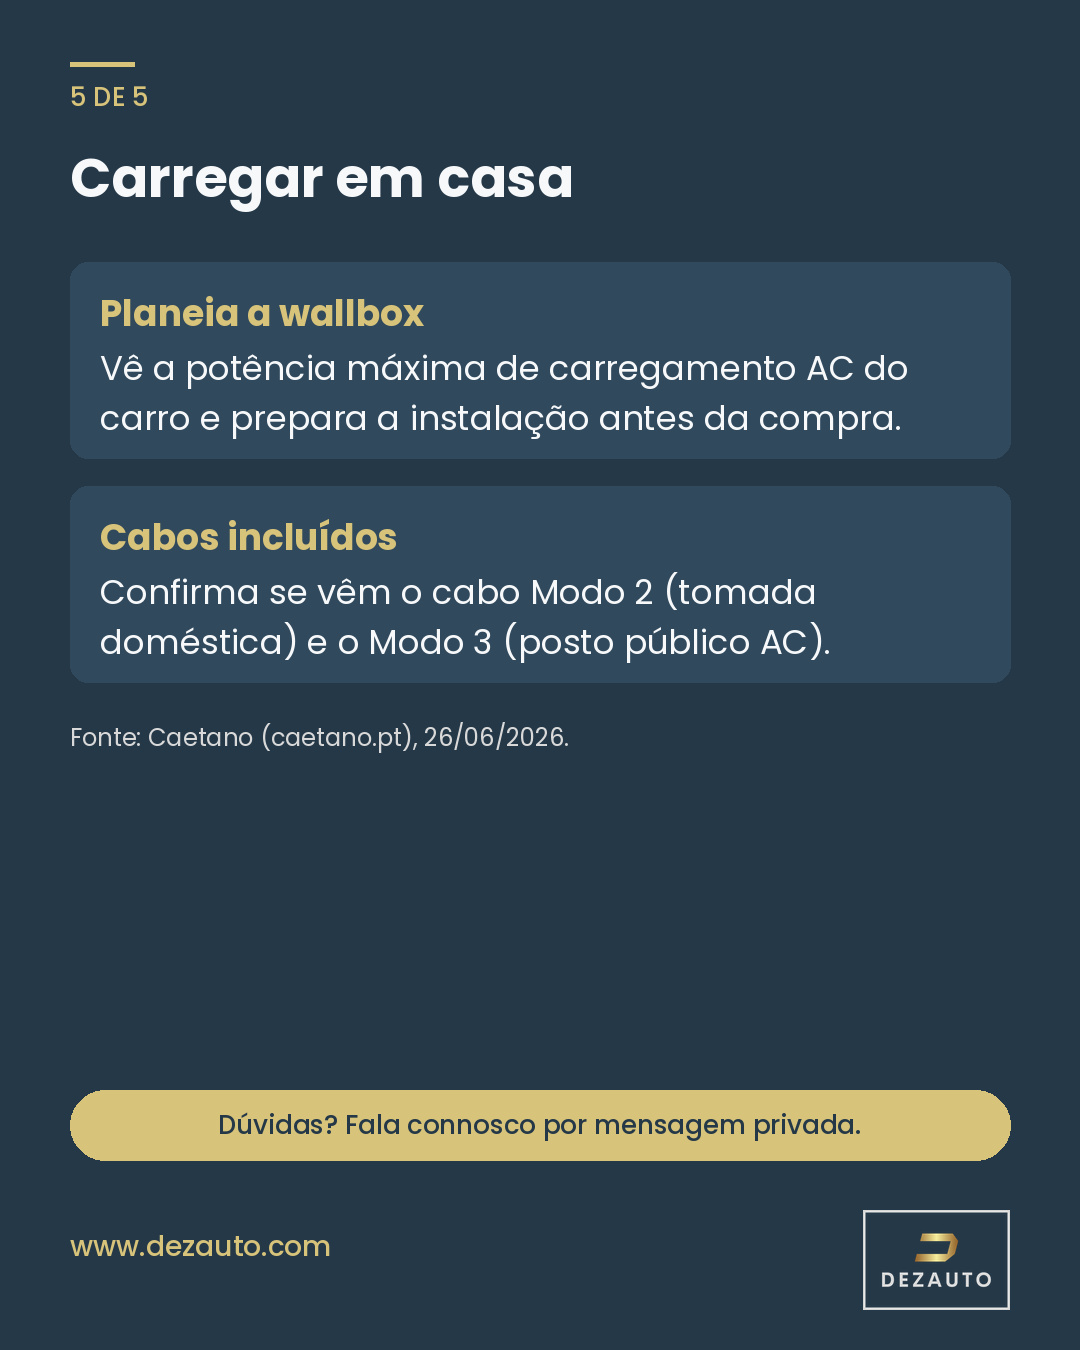 5 DE 5
Carregar em casa
Planeia a wallbox
Vê a potência máxima de carregamento AC do
carro e prepara a instalação antes da compra.
Cabos incluídos
Confirma se vêm o cabo Modo 2 (tomada
doméstica) e o Modo 3 (posto público AC).
Fonte: Caetano (caetano.pt), 26/06/2026.
Dúvidas? Fala connosco por mensagem privada.
www.dezauto.com
DEZAUTO